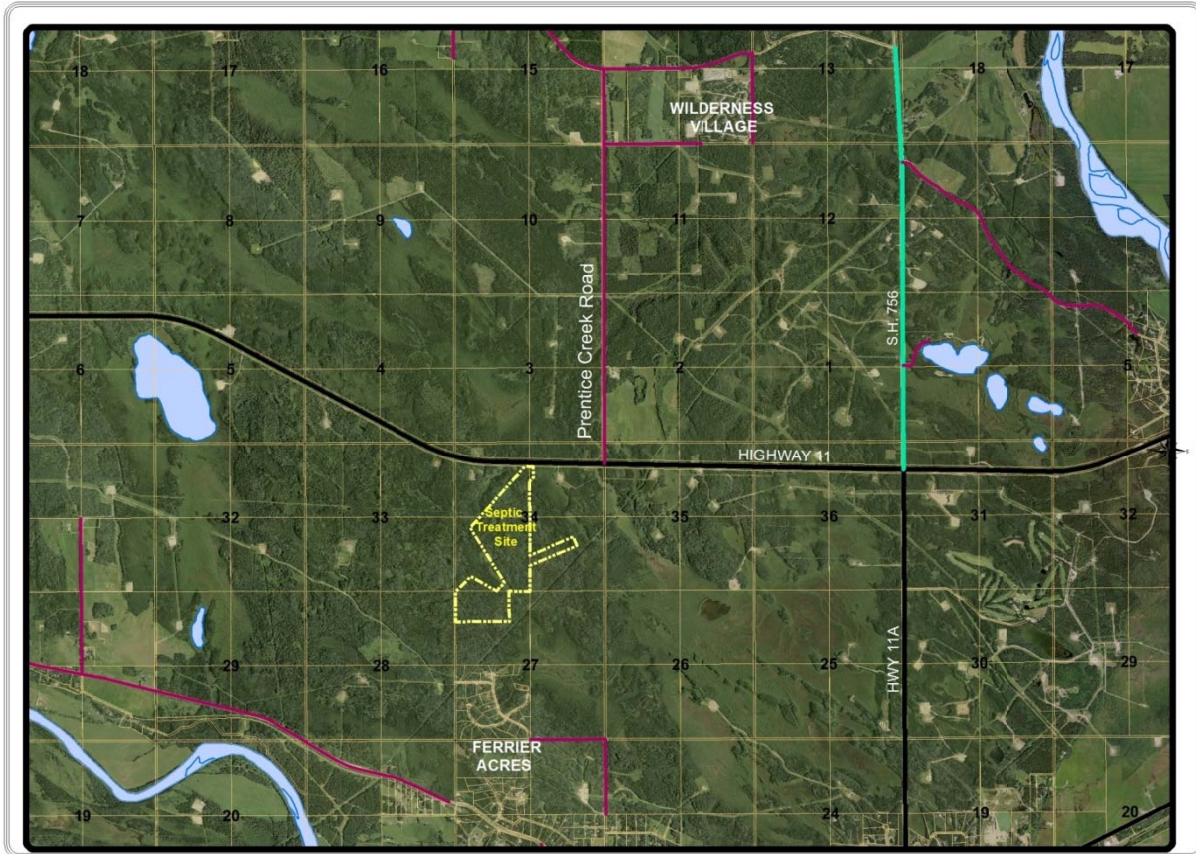 18 17 16 15 13 18 17
WILDERNESS
VILLAGE
7 8 9 10 11 12
Prentice Creek Road
S.H. 756
6 5 4 3 2 1 5
HIGHWAY 11
32 33 34 35 36 31 32
Septic
Treatment
Site
29 28 27 26 25 30 29
HWY 11A
FERRIER
ACRES
19 20 24 19 20